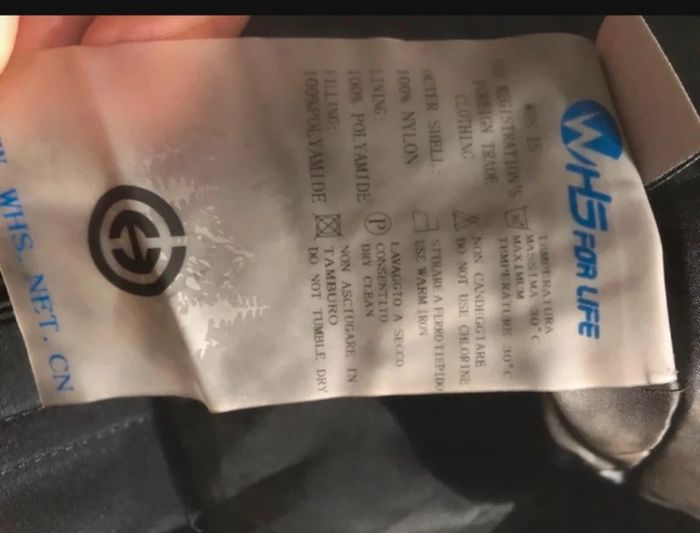 WHS FOR LIFE
WHS IS
REGISTRATION'S
FOREIGN TRADE
CLOTHING
OUTER SHELL:
100% NYLON
LINING:
100% POLYAMIDE
FILLING:
100%POLYAMIDE
TEMPERATURA
MASSIMA 30°C
MAXIMUM
TEMPERATURE 30°C
NON CANDEGGIARE
DO NOT USE CHLORINE
STIRARE A FERRO TIEPIDO
USE WARM IRON
P
LAVAGGIO A SECCO
CONSENTITO
DRY CLEAN
NON ASCIUGARE IN
TAMBURO
DO NOT TUMBLE DRY
WHS.NET.CN